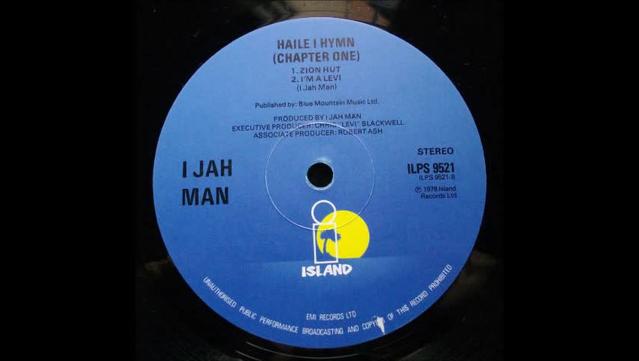 HAILE I HYMN
(CHAPTER ONE)
1. ZION HUT
2. I'M A LEVI
(I Jah Man)
Published by: Blue Mountain Music Ltd.
PRODUCED BY I JAH MAN
EXECUTIVE PRODUCER: CHRIS "LEVI" BLACKWELL
ASSOCIATE PRODUCER: ROBERT ASH
I JAH
MAN
STEREO
ILPS 9521
℗ 1978 Island
Records Ltd
ISLAND
EMI RECORDS LTD
UNAUTHORISED PUBLIC PERFORMANCE BROADCASTING AND COPYING OF THIS RECORD PROHIBITED